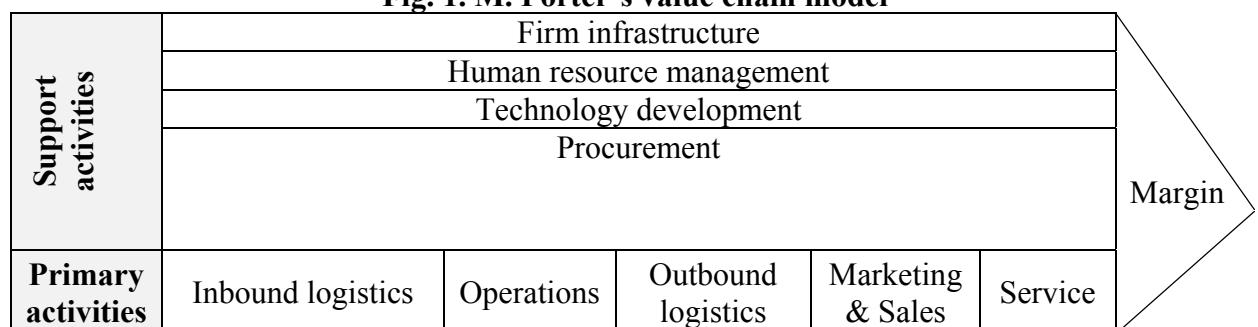 Fig. 1. M. Porter's value chain model
Firm infrastructure
Human resource management
Technology development
Procurement
Support
activities
Margin
Primary
activities
Inbound logistics
Operations
Outbound
logistics
Marketing
& Sales
Service